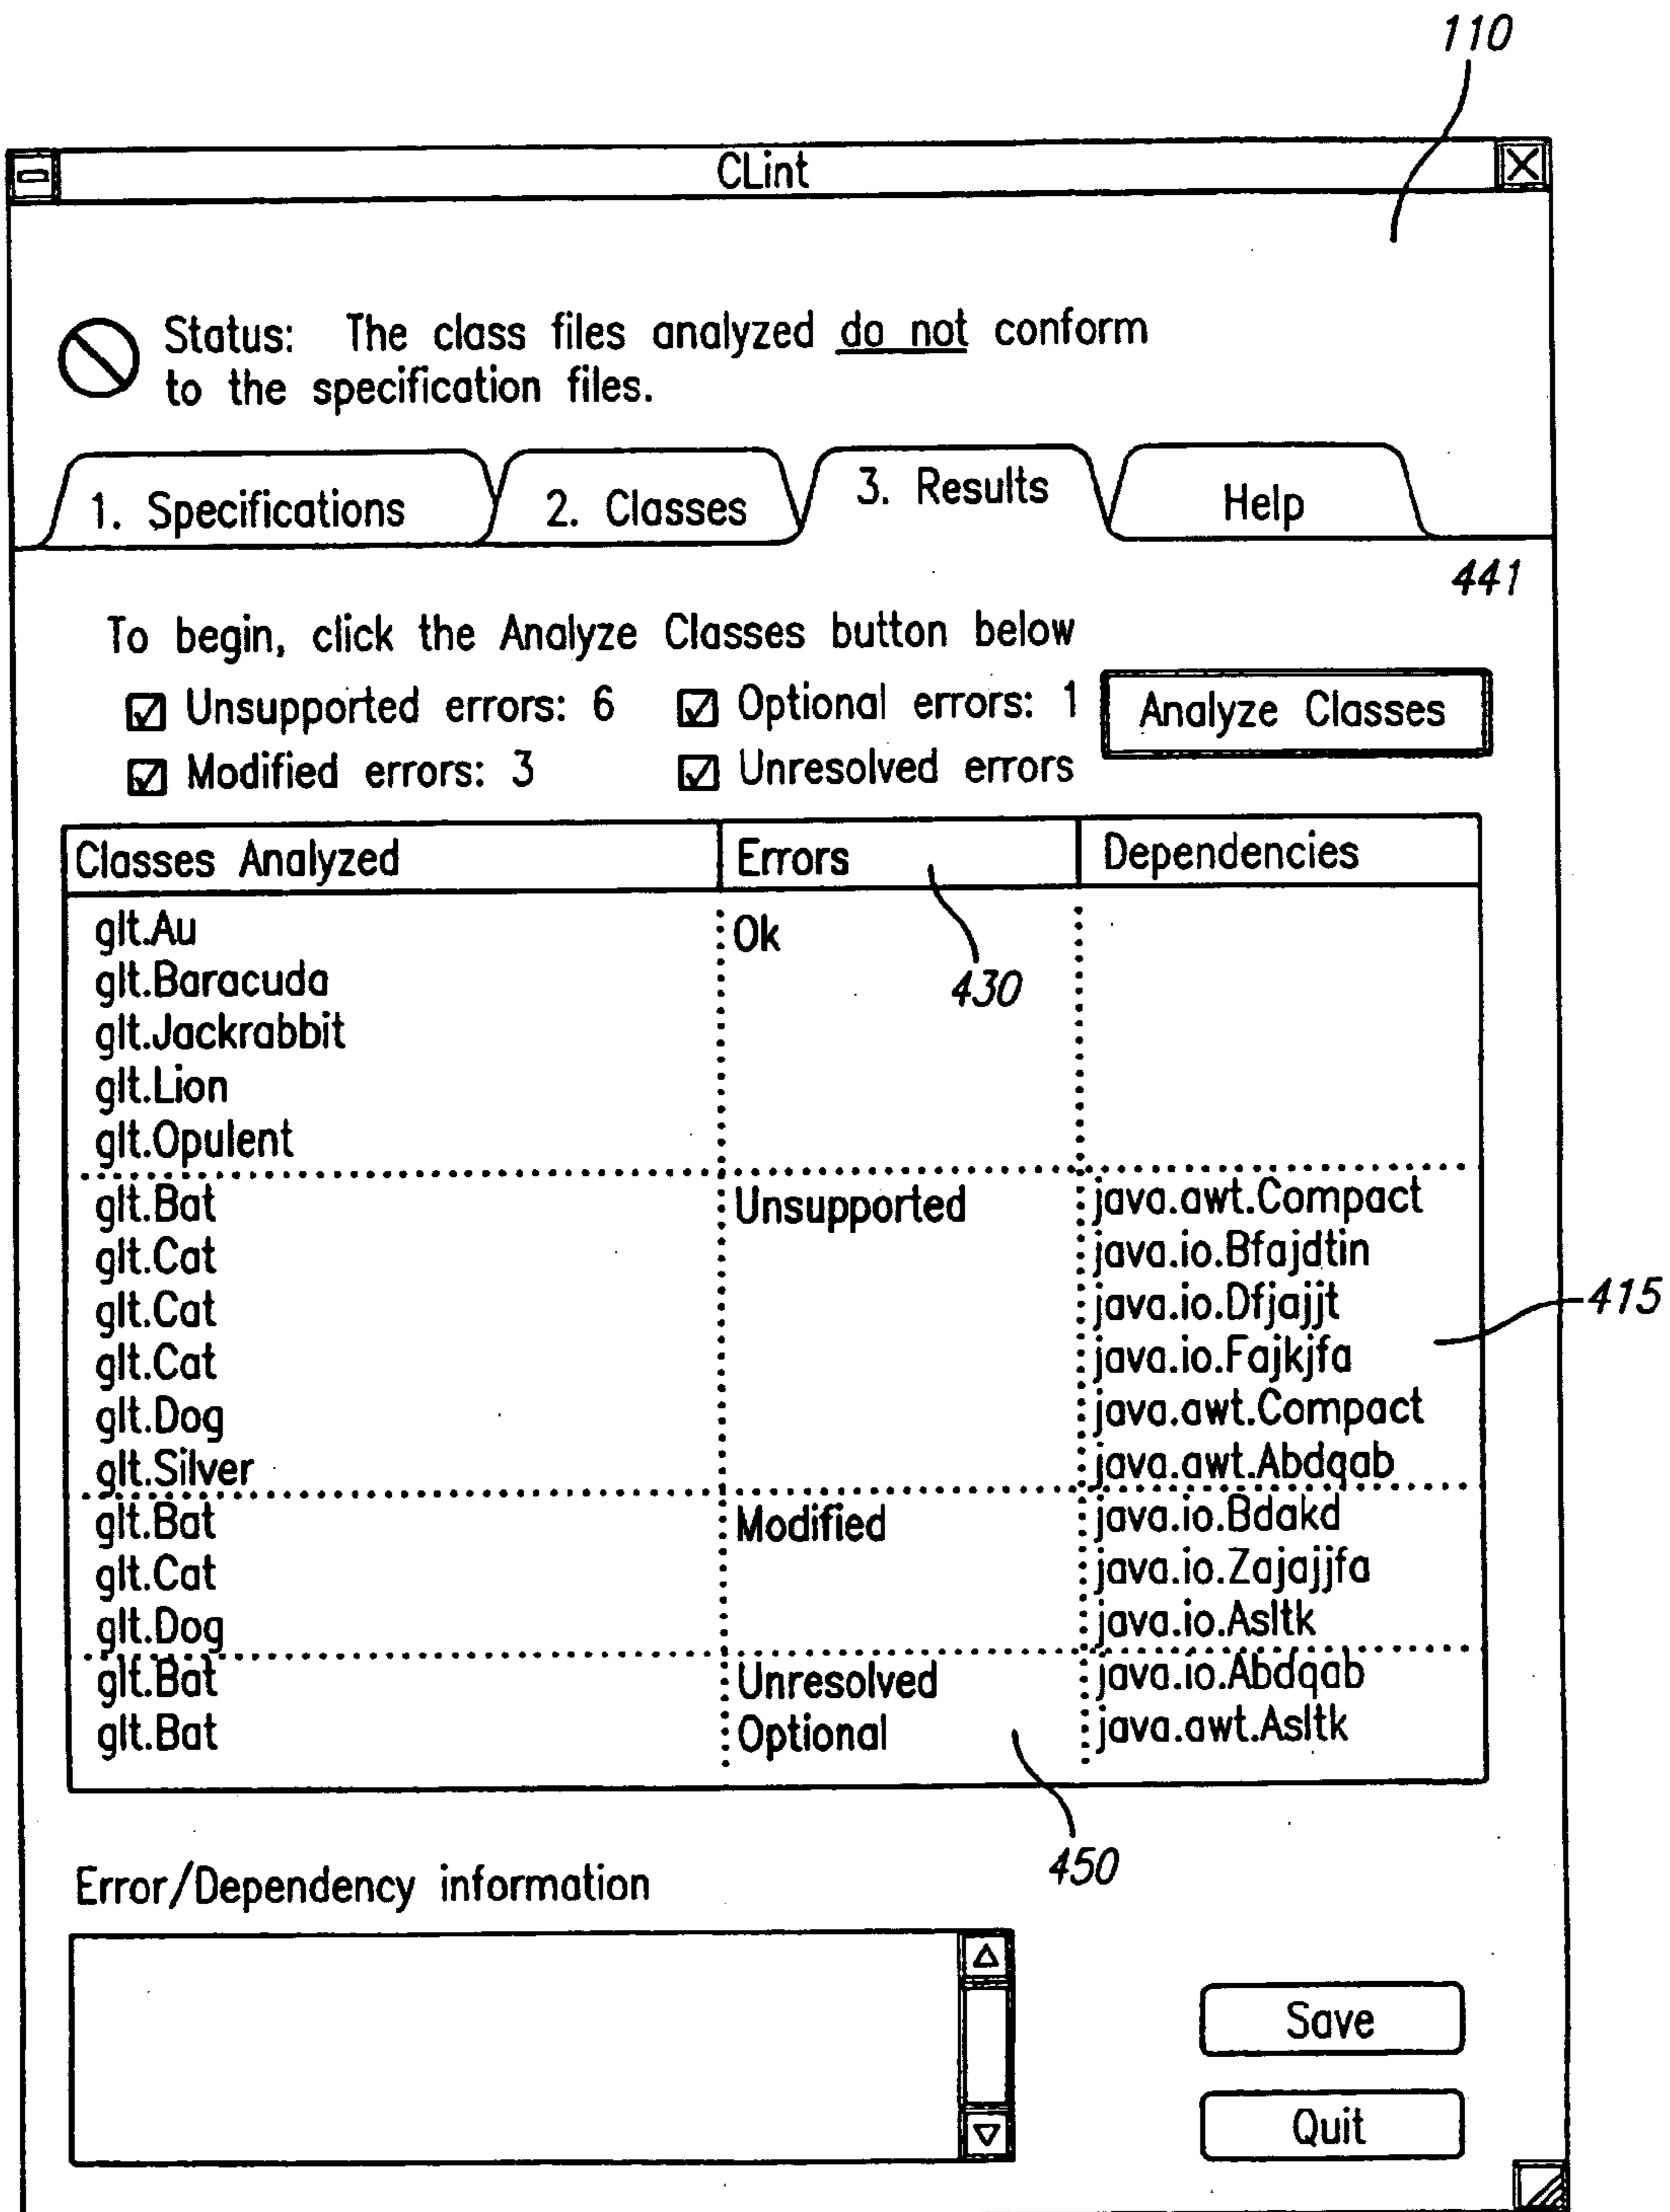 110
CLint
Status: The class files analyzed do not conform
to the specification files.
1. Specifications 2. Classes 3. Results Help
441
To begin, click the Analyze Classes button below
Unsupported errors: 6 Optional errors: 1 Analyze Classes
Modified errors: 3 Unresolved errors
Classes Analyzed Errors Dependencies
glt.Au Ok
glt.Baracuda 430
glt.Jackrabbit
glt.Lion
glt.Opulent
glt.Bat Unsupported java.awt.Compact
glt.Cat java.io.Bfajdtin
glt.Cat java.io.Dfjajjt 415
glt.Cat java.io.Fajkjfa
glt.Dog java.awt.Compact
glt.Silver java.awt.Abdqab
glt.Bat Modified java.io.Bdakd
glt.Cat java.io.Zajajjfa
glt.Dog java.io.Asltk
glt.Bat Unresolved java.io.Abdqab
glt.Bat Optional java.awt.Asltk
450
Error/Dependency information
Save
Quit